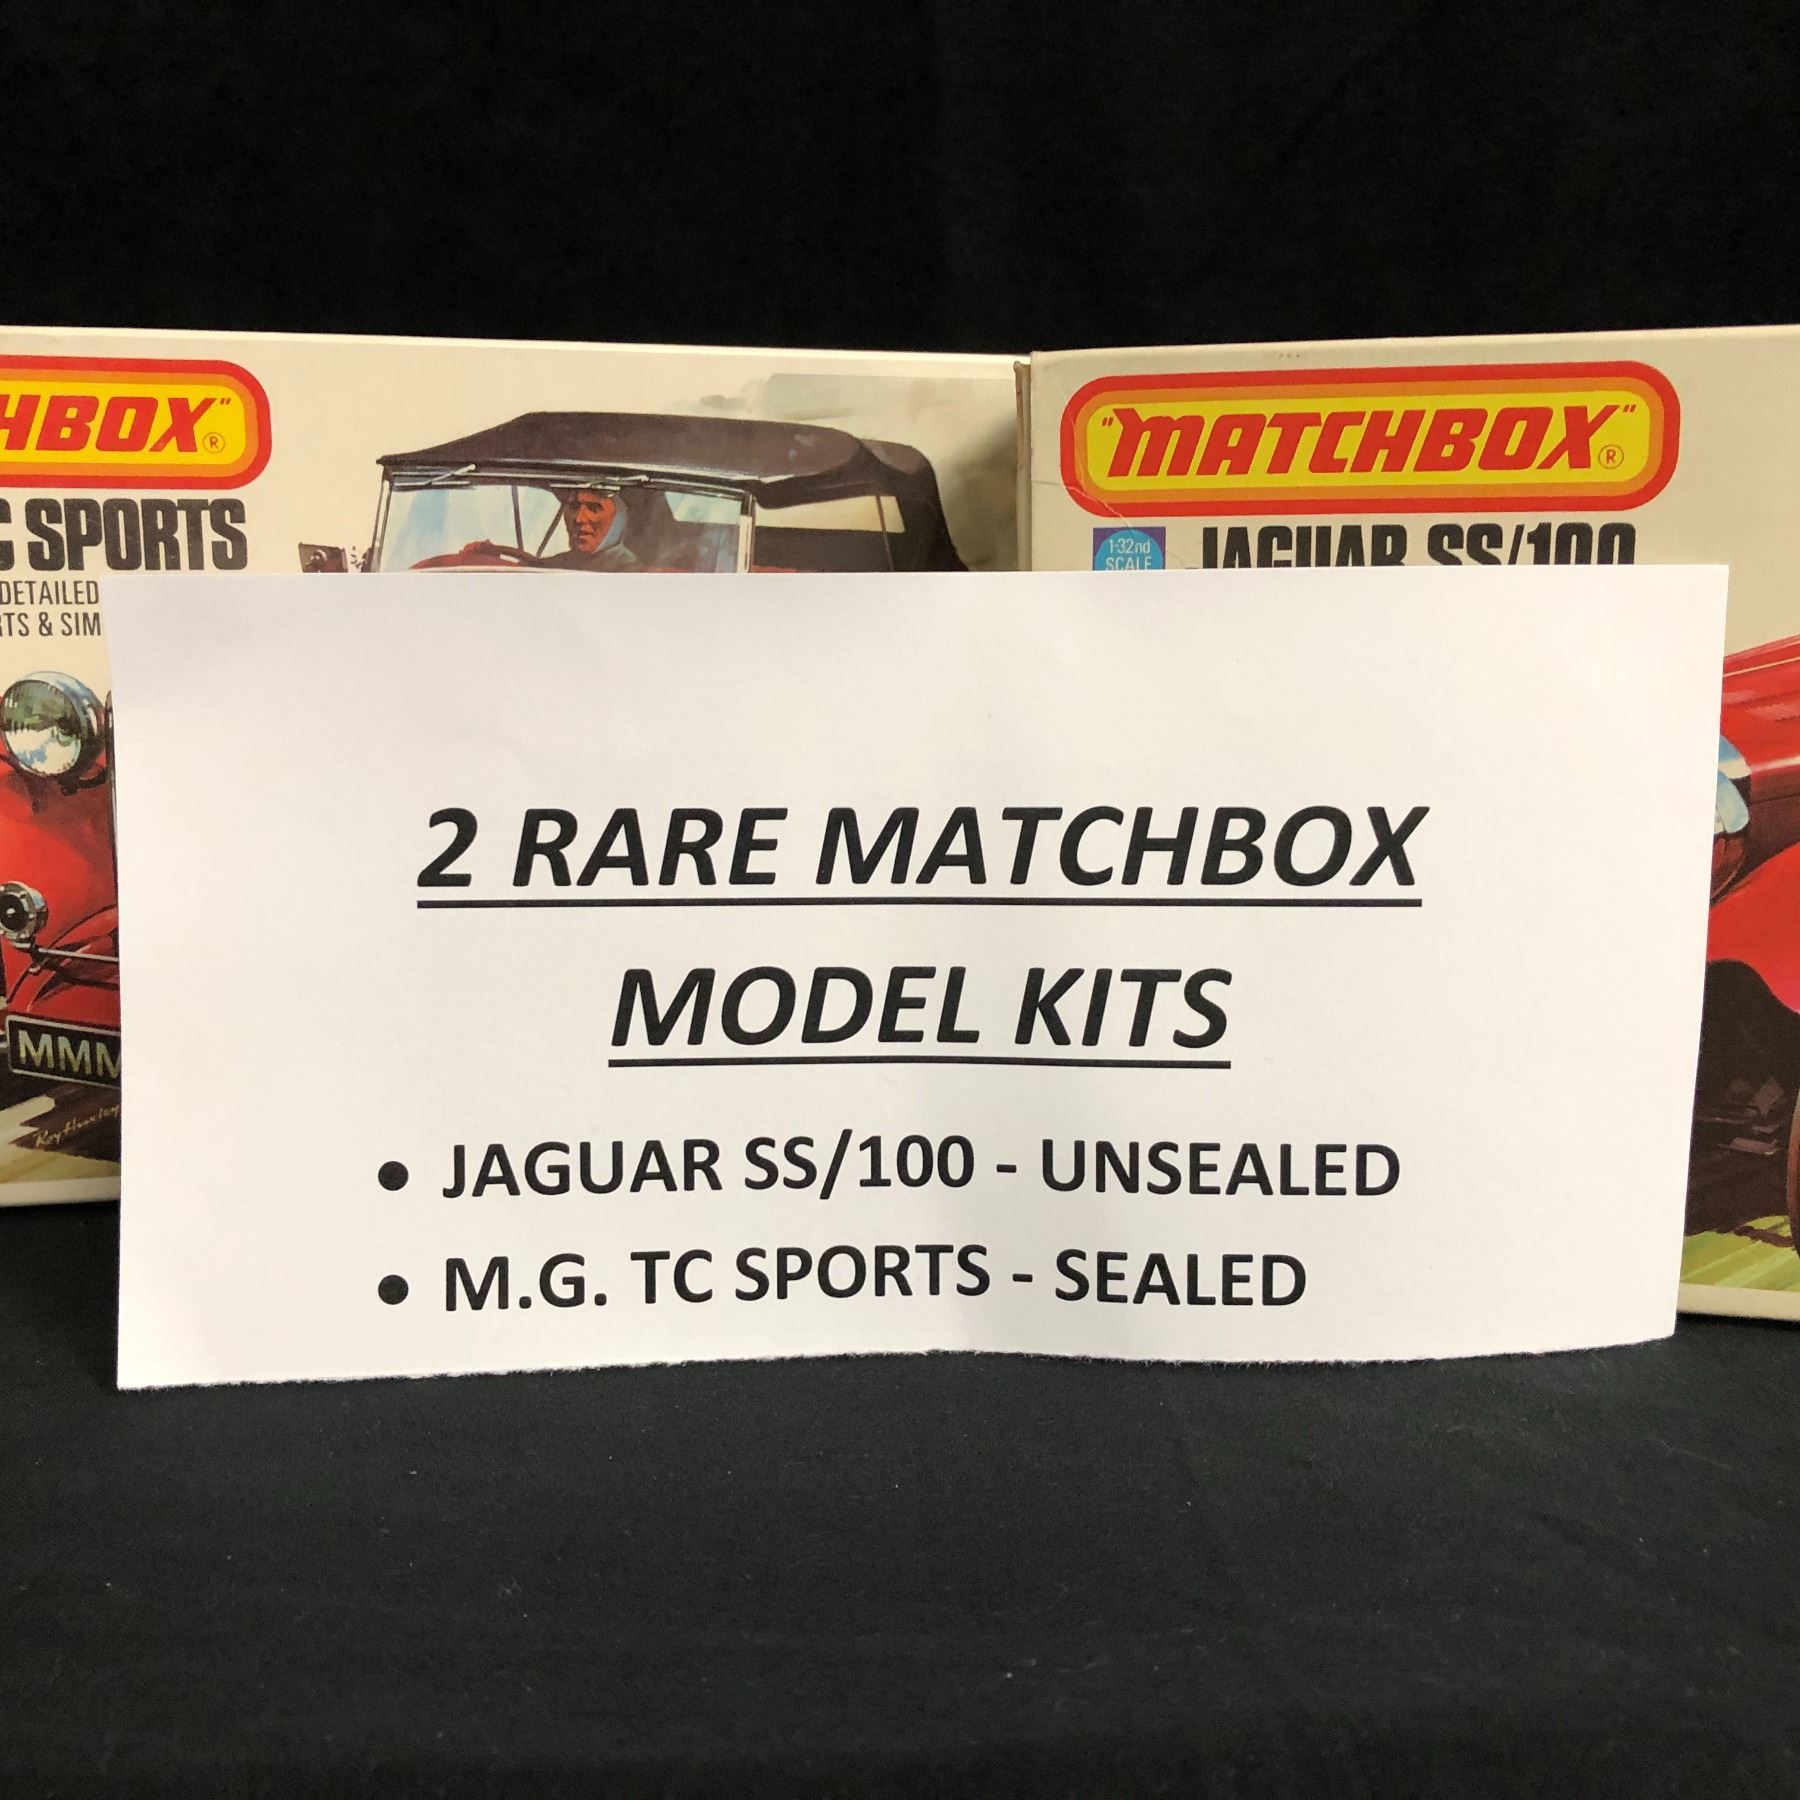 HBOX"®
C SPORTS
DETAILED
RTS & SIM
MMM
"MATCHBOX"®
1·32nd
SCALE
JAGUAR SS/100
2 RARE MATCHBOX
MODEL KITS
• JAGUAR SS/100 - UNSEALED
• M.G. TC SPORTS - SEALED